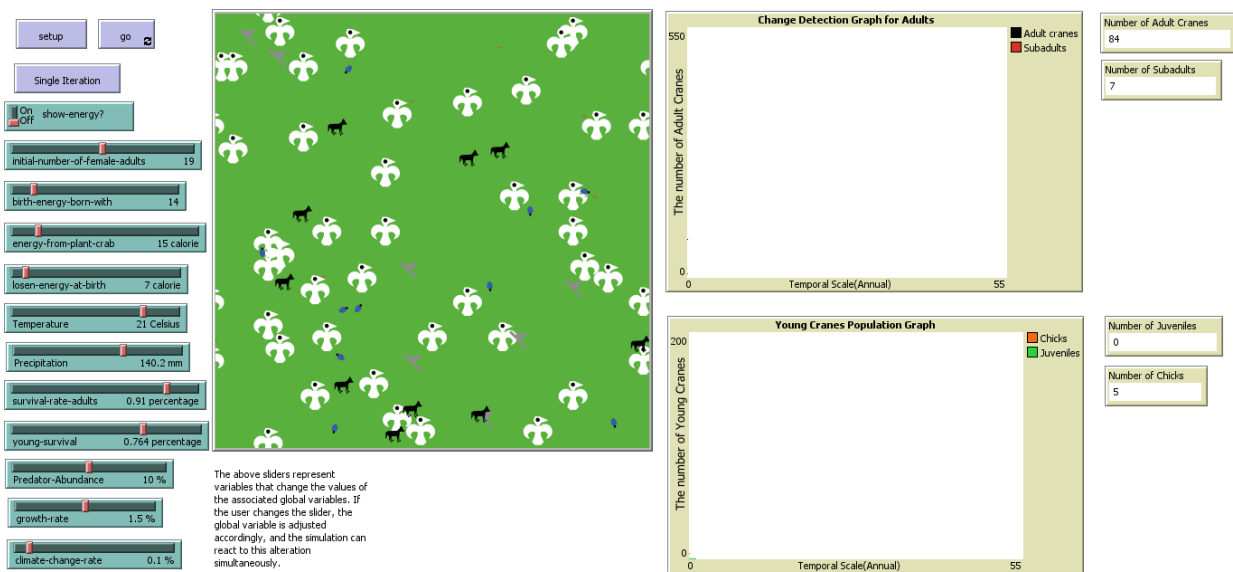 setup
go
Single Iteration
On
Off
show-energy?
initial-number-of-female-adults 19
birth-energy-born-with 14
energy-from-plant-crab 15 calorie
losen-energy-at-birth 7 calorie
Temperature 21 Celsius
Precipitation 140.2 mm
survival-rate-adults 0.91 percentage
young-survival 0.764 percentage
Predator-Abundance 10 %
growth-rate 1.5 %
climate-change-rate 0.1 %
The above sliders represent
variables that change the values of
the associated global variables. If
the user changes the slider, the
global variable is adjusted
accordingly, and the simulation can
react to this alteration
simultaneously.
Change Detection Graph for Adults
550
The number of Adult Cranes
0
0
Temporal Scale(Annual)
55
Adult cranes
Subadults
Number of Adult Cranes
84
Number of Subadults
7
Young Cranes Population Graph
200
The number of Young Cranes
0
0
Temporal Scale(Annual)
55
Chicks
Juveniles
Number of Juveniles
0
Number of Chicks
5